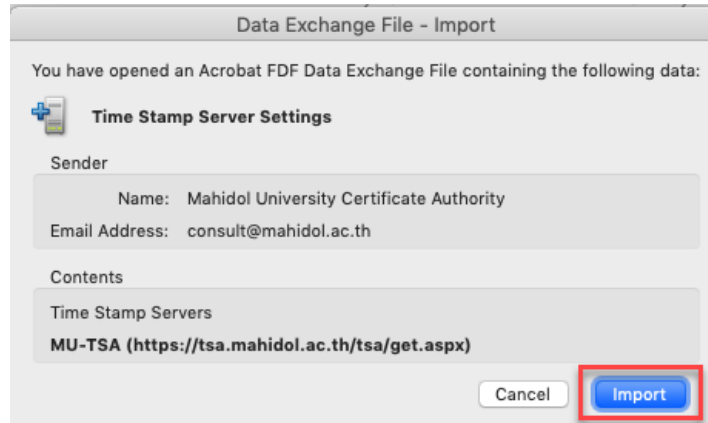 Data Exchange File - Import
You have opened an Acrobat FDF Data Exchange File containing the following data:
Time Stamp Server Settings
Sender
Name: Mahidol University Certificate Authority
Email Address: consult@mahidol.ac.th
Contents
Time Stamp Servers
MU-TSA (https://tsa.mahidol.ac.th/tsa/get.aspx)
Cancel Import